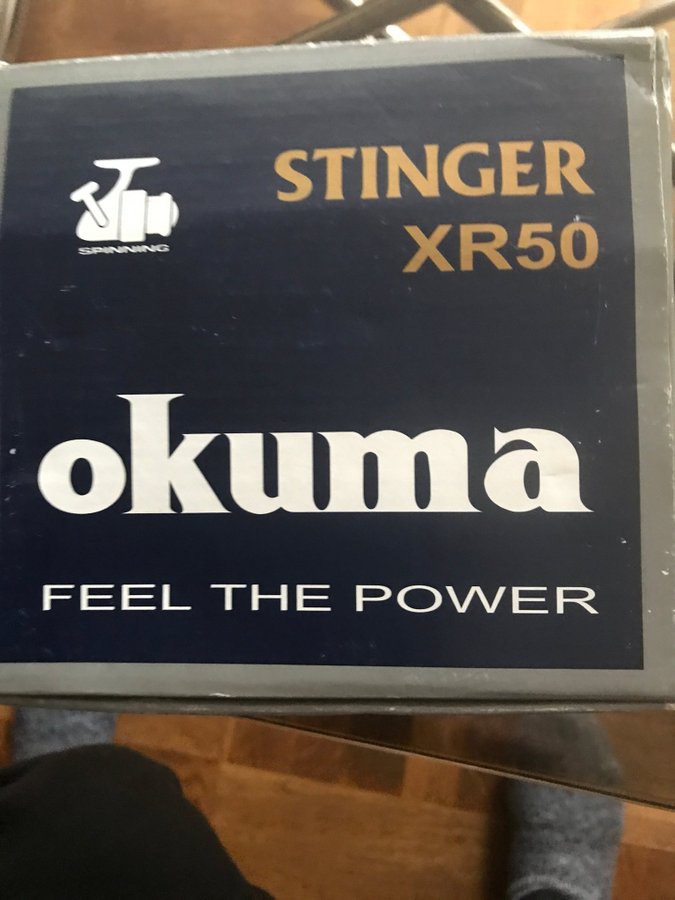 STINGER
XR50
SPINNING
okuma
FEEL THE POWER